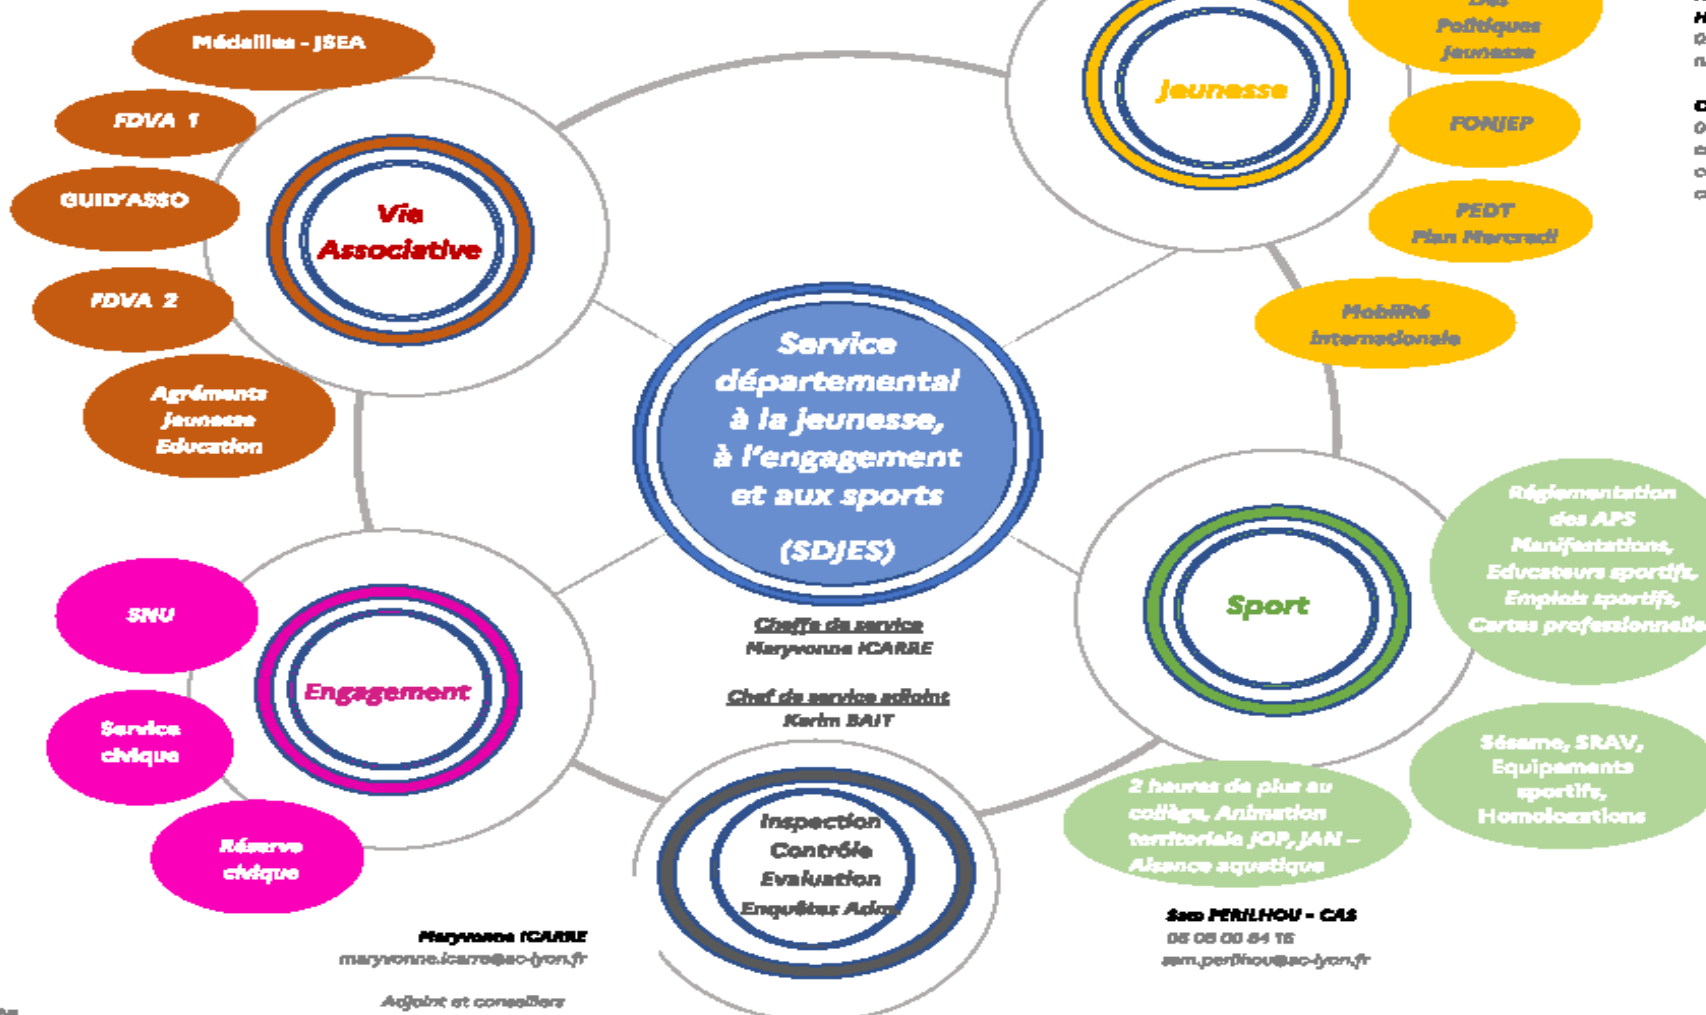 Médailles - JSEA
FDVA 1
GUID'ASSO
FDVA 2
Agréments
Jeunesse
Education
Vie
Associative
Des
Politiques
Jeunesse
Jeunesse
FONJEP
PEDT
Plan Mercredi
Mobilité
Internationale
Service
départemental
à la jeunesse,
à l'engagement
et aux sports
(SDJES)
Cheffe de service
Maryvonne ICARRE
Chef de service adjoint
Karim BAIT
Sport
Réglementation
des APS
Manifestations,
Educateurs sportifs,
Emplois sportifs,
Cartes professionnelle
Sésame, SRAV,
Equipements
sportifs,
Homologations
2 heures de plus au
collège, Animation
territoriale JOP, JAN –
Aisance aquatique
SNU
Service
civique
Réserve
civique
Engagement
Inspection
Contrôle
Evaluation
Enquêtes Adm
Maryvonne ICARRE
maryvonne.icarre@ac-lyon.fr
Adjoint et conseillers
PERILHOU – CAS
sam.perilhou@ac-lyon.fr